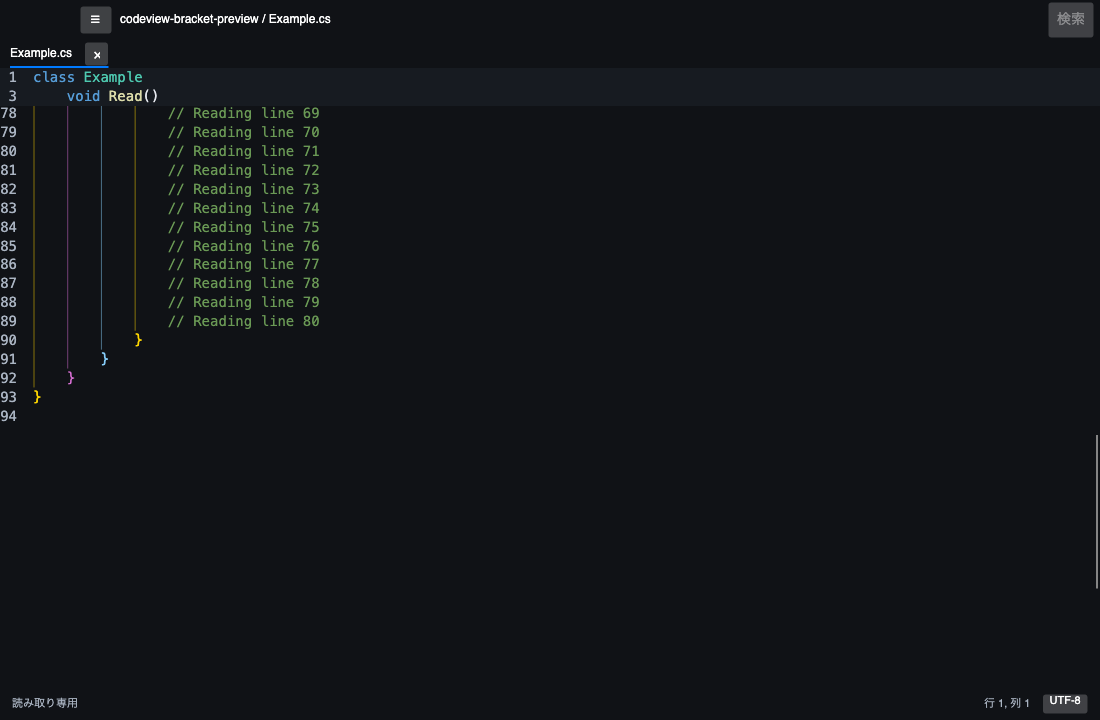 ≡ codeview-bracket-preview / Example.cs 検索
Example.cs x
1 class Example
3 void Read()
78 // Reading line 69
79 // Reading line 70
80 // Reading line 71
81 // Reading line 72
82 // Reading line 73
83 // Reading line 74
84 // Reading line 75
85 // Reading line 76
86 // Reading line 77
87 // Reading line 78
88 // Reading line 79
89 // Reading line 80
90 }
91 }
92 }
93 }
94
読み取り専用 行 1, 列 1 UTF-8